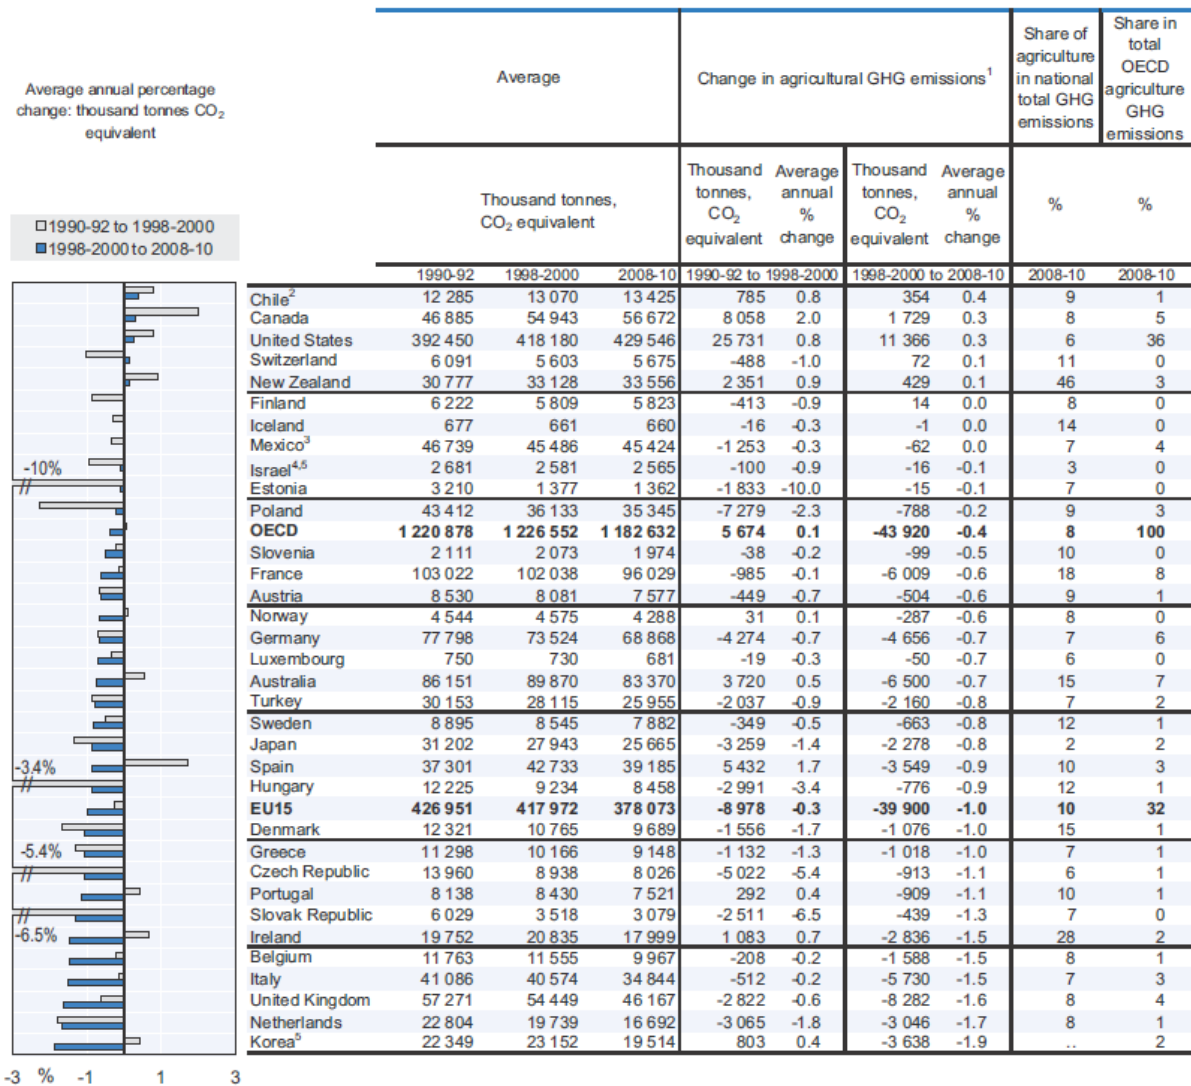 Average annual percentage
change: thousand tonnes CO2
equivalent
1990-92 to 1998-2000
1998-2000 to 2008-10
Average
Change in agricultural GHG emissions1
Share of
agriculture
in national
total GHG
emissions
Share in
total
OECD
agriculture
GHG
emissions
Thousand tonnes,
CO2 equivalent
Thousand
tonnes,
CO2
equivalent
Average
annual
%
change
Thousand
tonnes,
CO2
equivalent
Average
annual
%
change
%
%
1990-92 1998-2000 2008-10 1990-92 to 1998-2000 1998-2000 to 2008-10 2008-10 2008-10
Chile2 12 285 13 070 13 425 785 0.8 354 0.4 9 1
Canada 46 885 54 943 56 672 8 058 2.0 1 729 0.3 8 5
United States 392 450 418 180 429 546 25 731 0.8 11 366 0.3 6 36
Switzerland 6 091 5 603 5 675 -488 -1.0 72 0.1 11 0
New Zealand 30 777 33 128 33 556 2 351 0.9 429 0.1 46 3
Finland 6 222 5 809 5 823 -413 -0.9 14 0.0 8 0
Iceland 677 661 660 -16 -0.3 -1 0.0 14 0
Mexico3 46 739 45 486 45 424 -1 253 -0.3 -62 0.0 7 4
-10% Israel4,5 2 681 2 581 2 565 -100 -0.9 -16 -0.1 3 0
Estonia 3 210 1 377 1 362 -1 833 -10.0 -15 -0.1 7 0
Poland 43 412 36 133 35 345 -7 279 -2.3 -788 -0.2 9 3
OECD 1 220 878 1 226 552 1 182 632 5 674 0.1 -43 920 -0.4 8 100
Slovenia 2 111 2 073 1 974 -38 -0.2 -99 -0.5 10 0
France 103 022 102 038 96 029 -985 -0.1 -6 009 -0.6 18 8
Austria 8 530 8 081 7 577 -449 -0.7 -504 -0.6 9 1
Norway 4 544 4 575 4 288 31 0.1 -287 -0.6 8 0
Germany 77 798 73 524 68 868 -4 274 -0.7 -4 656 -0.7 7 6
Luxembourg 750 730 681 -19 -0.3 -50 -0.7 6 0
Australia 86 151 89 870 83 370 3 720 0.5 -6 500 -0.7 15 7
Turkey 30 153 28 115 25 955 -2 037 -0.9 -2 160 -0.8 7 2
Sweden 8 895 8 545 7 882 -349 -0.5 -663 -0.8 12 1
Japan 31 202 27 943 25 665 -3 259 -1.4 -2 278 -0.8 2 2
-3.4% Spain 37 301 42 733 39 185 5 432 1.7 -3 549 -0.9 10 3
Hungary 12 225 9 234 8 458 -2 991 -3.4 -776 -0.9 12 1
EU15 426 951 417 972 378 073 -8 978 -0.3 -39 900 -1.0 10 32
Denmark 12 321 10 765 9 689 -1 556 -1.7 -1 076 -1.0 15 1
-5.4% Greece 11 298 10 166 9 148 -1 132 -1.3 -1 018 -1.0 7 1
Czech Republic 13 960 8 938 8 026 -5 022 -5.4 -913 -1.1 6 1
Portugal 8 138 8 430 7 521 292 0.4 -909 -1.1 10 1
Slovak Republic 6 029 3 518 3 079 -2 511 -6.5 -439 -1.3 7 0
-6.5% Ireland 19 752 20 835 17 999 1 083 0.7 -2 836 -1.5 28 2
Belgium 11 763 11 555 9 967 -208 -0.2 -1 588 -1.5 8 1
Italy 41 086 40 574 34 844 -512 -0.2 -5 730 -1.5 7 3
United Kingdom 57 271 54 449 46 167 -2 822 -0.6 -8 282 -1.6 8 4
Netherlands 22 804 19 739 16 692 -3 065 -1.8 -3 046 -1.7 8 1
Korea5 22 349 23 152 19 514 803 0.4 -3 638 -1.9 .. 2
-3 % -1 1 3